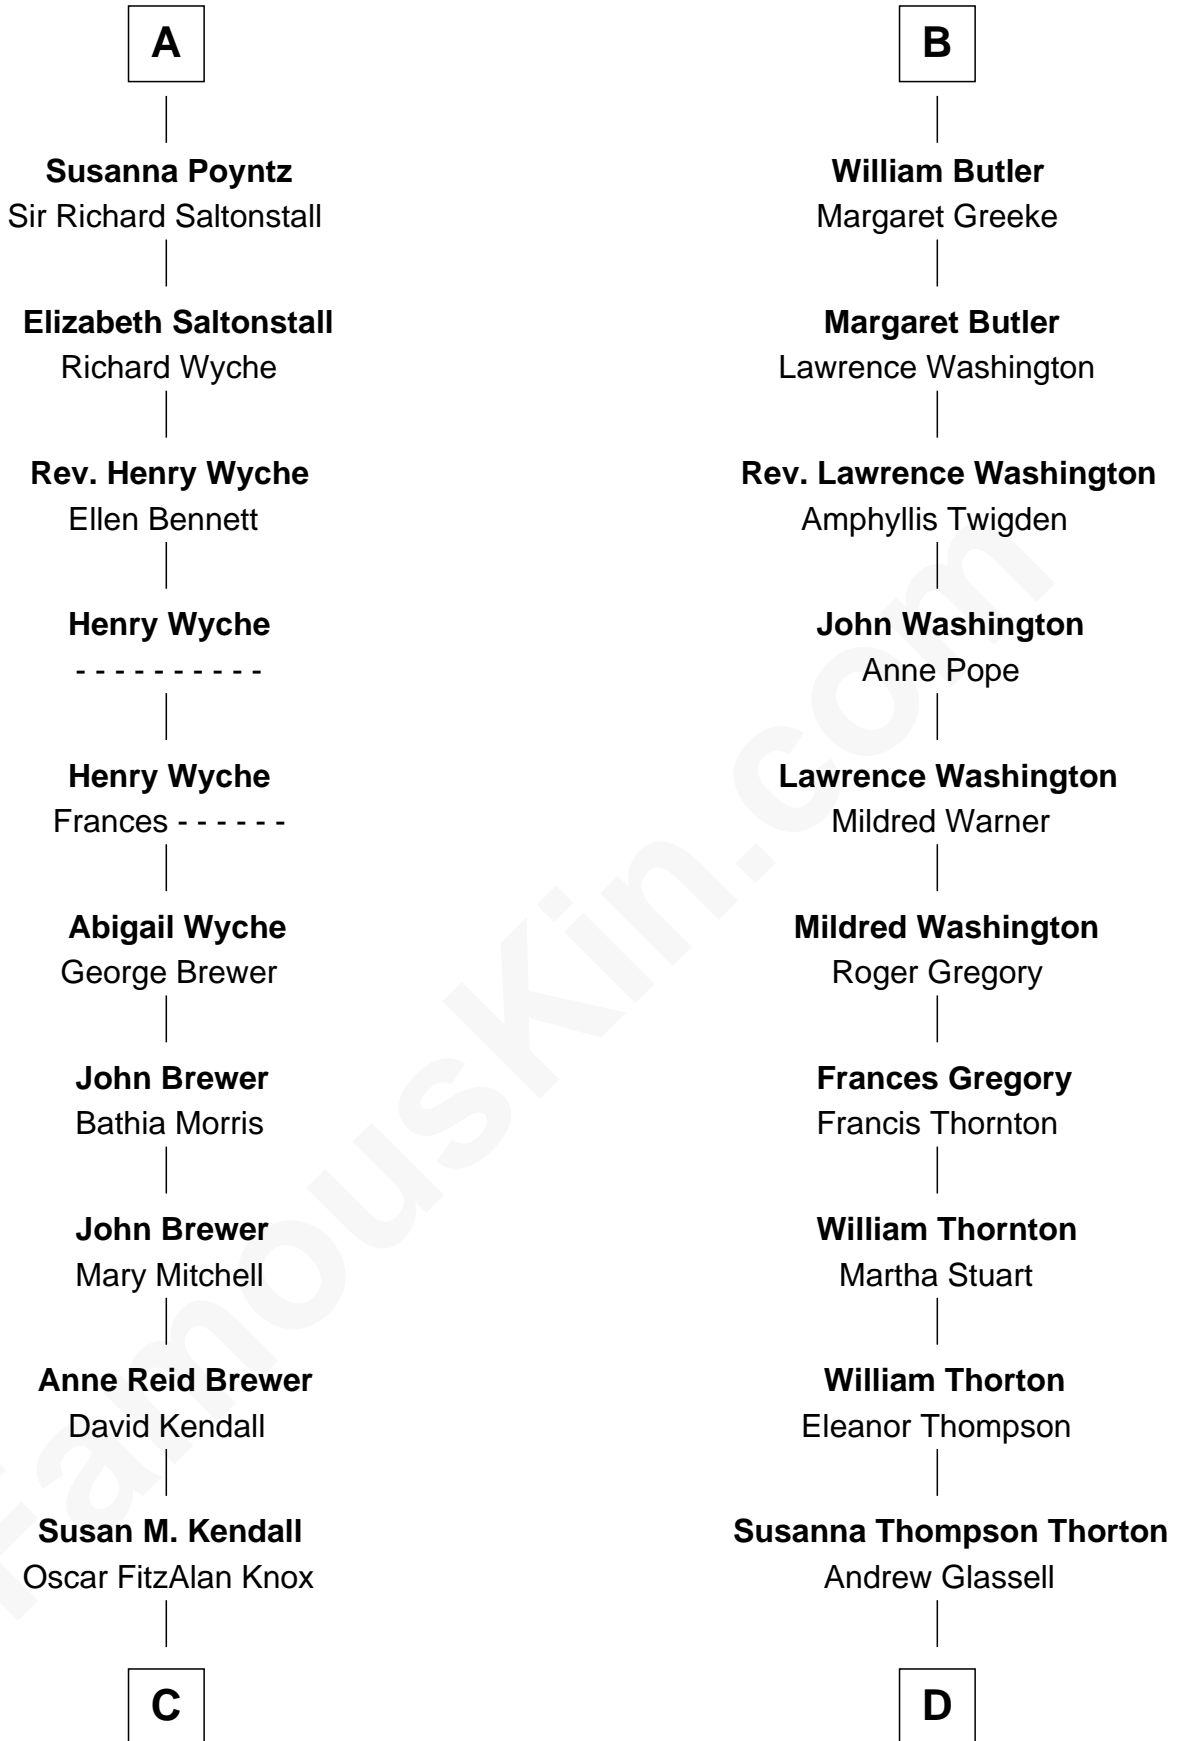 A
Susanna Poyntz
Sir Richard Saltonstall
Elizabeth Saltonstall
Richard Wyche
Rev. Henry Wyche
Ellen Bennett
Henry Wyche
- - - - - - - - - -
Henry Wyche
Frances - - - - - -
Abigail Wyche
George Brewer
John Brewer
Bathia Morris
John Brewer
Mary Mitchell
Anne Reid Brewer
David Kendall
Susan M. Kendall
Oscar FitzAlan Knox
C
B
William Butler
Margaret Greeke
Margaret Butler
Lawrence Washington
Rev. Lawrence Washington
Amphyllis Twigden
John Washington
Anne Pope
Lawrence Washington
Mildred Warner
Mildred Washington
Roger Gregory
Frances Gregory
Francis Thornton
William Thornton
Martha Stuart
William Thorton
Eleanor Thompson
Susanna Thompson Thorton
Andrew Glassell
D
FamousKin.com